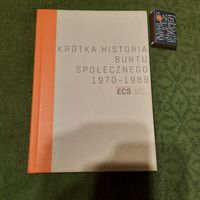 KRÓTKA HISTORIA
BUNTU
SPOŁECZNEGO
1970–1989
ECS